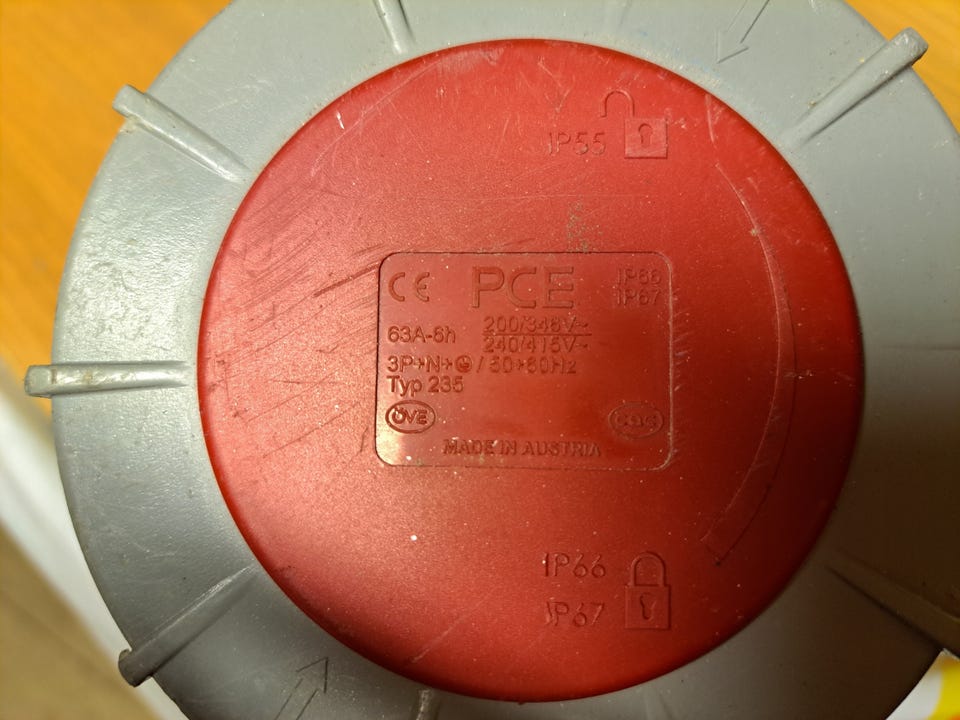 IP55
CE PCE IP66
IP67
63A-6h 200/346V~
240/415V~
3P+N+⏚ / 50+60Hz
Typ 235
ÖVE
MADE IN AUSTRIA
IP66
IP67